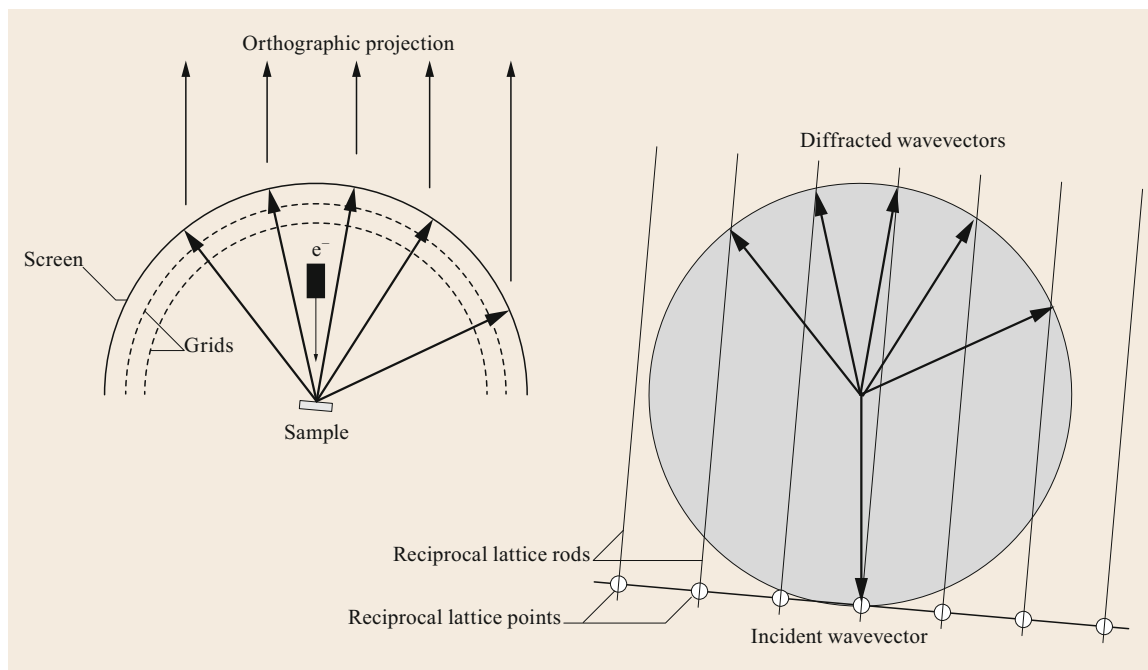 Orthographic projection
Diffracted wavevectors
e⁻
Screen
Grids
Sample
Reciprocal lattice rods
Reciprocal lattice points
Incident wavevector